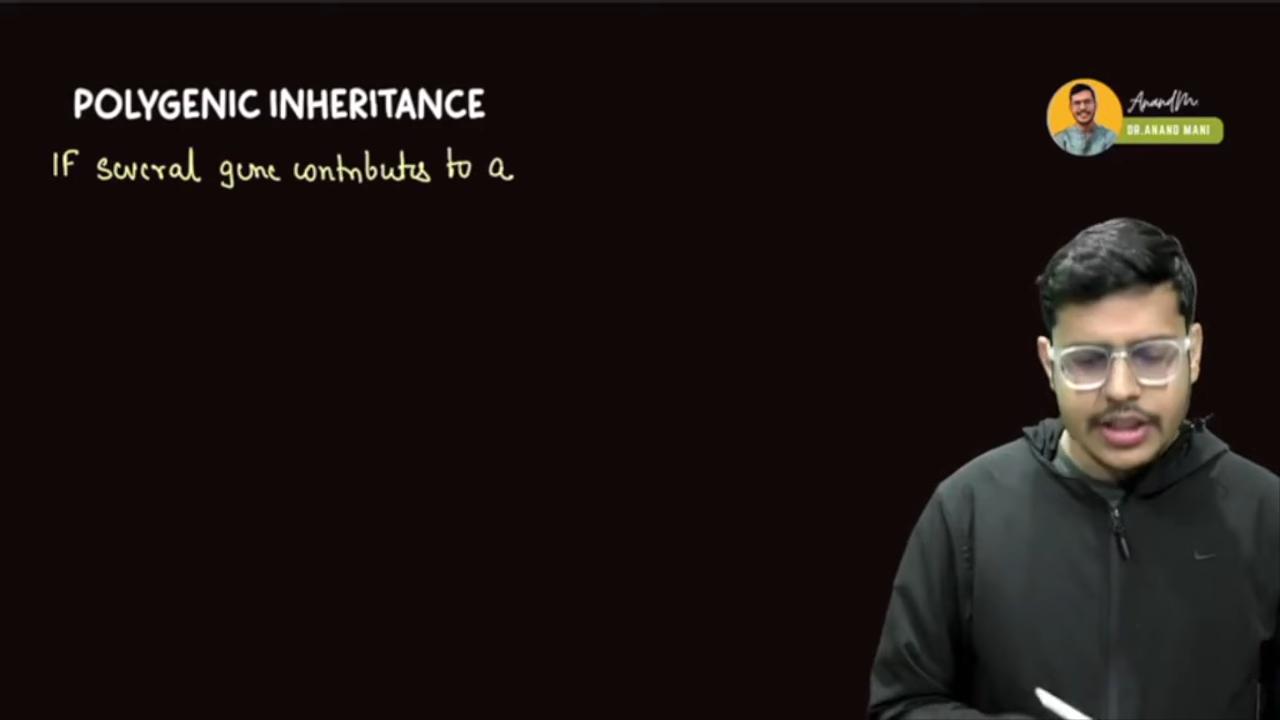 POLYGENIC INHERITANCE
IF several gene contributes to a
AnandM.
DR.ANAND MANI